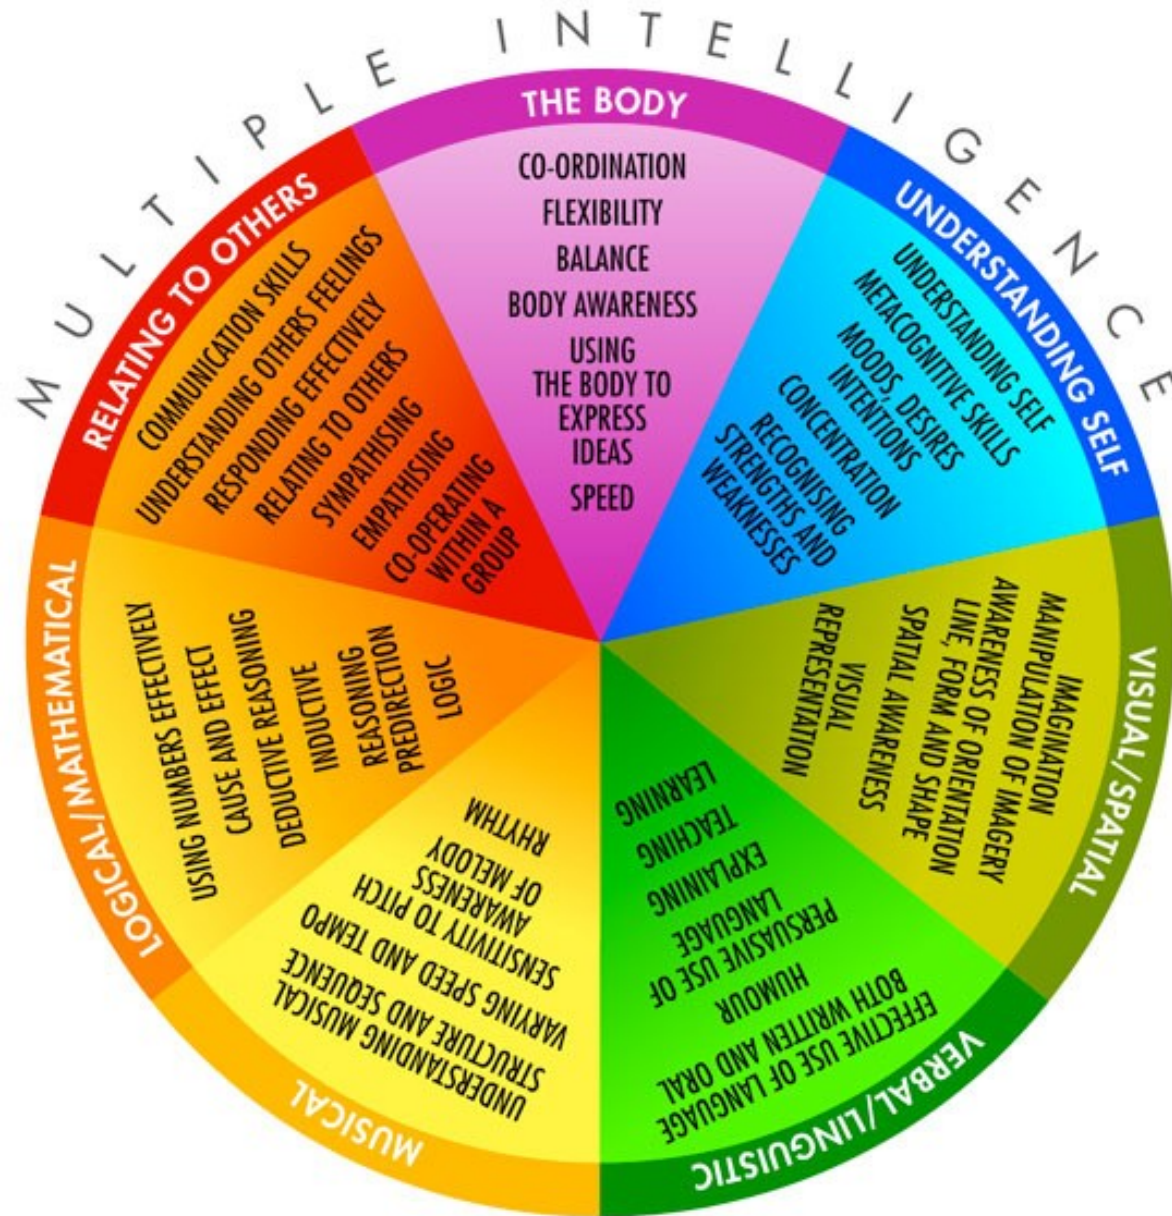 MULTIPLE INTELLIGENCE
THE BODY
CO-ORDINATION
FLEXIBILITY
BALANCE
BODY AWARENESS
USING
THE BODY TO
EXPRESS
IDEAS
SPEED
UNDERSTANDING SELF
UNDERSTANDING SELF
METACOGNITIVE SKILLS
MOODS, DESIRES
INTENTIONS
CONCENTRATION
RECOGNISING
STRENGTHS AND
WEAKNESSES
VISUAL/SPATIAL
IMAGINATION
MANIPULATION OF IMAGERY
AWARENESS OF ORIENTATION
LINE, FORM AND SHAPE
SPATIAL AWARENESS
VISUAL
REPRESENTATION
VERBAL/LINGUISTIC
EFFECTIVE USE OF LANGUAGE
BOTH WRITTEN AND ORAL
HUMOUR
PERSUASIVE USE OF
LANGUAGE
EXPLAINING
TEACHING
LEARNING
MUSICAL
UNDERSTANDING MUSICAL
STRUCTURE AND SEQUENCE
VARYING SPEED AND TEMPO
SENSITIVITY TO PITCH
AWARENESS
OF MELODY
RHYTHM
LOGICAL/MATHEMATICAL
USING NUMBERS EFFECTIVELY
CAUSE AND EFFECT
DEDUCTIVE REASONING
INDUCTIVE
REASONING
PREDIRECTION
LOGIC
RELATING TO OTHERS
COMMUNICATION SKILLS
UNDERSTANDING OTHERS FEELINGS
RESPONDING EFFECTIVELY
RELATING TO OTHERS
SYMPATHISING
EMPATHISING
CO-OPERATING
WITHIN A
GROUP